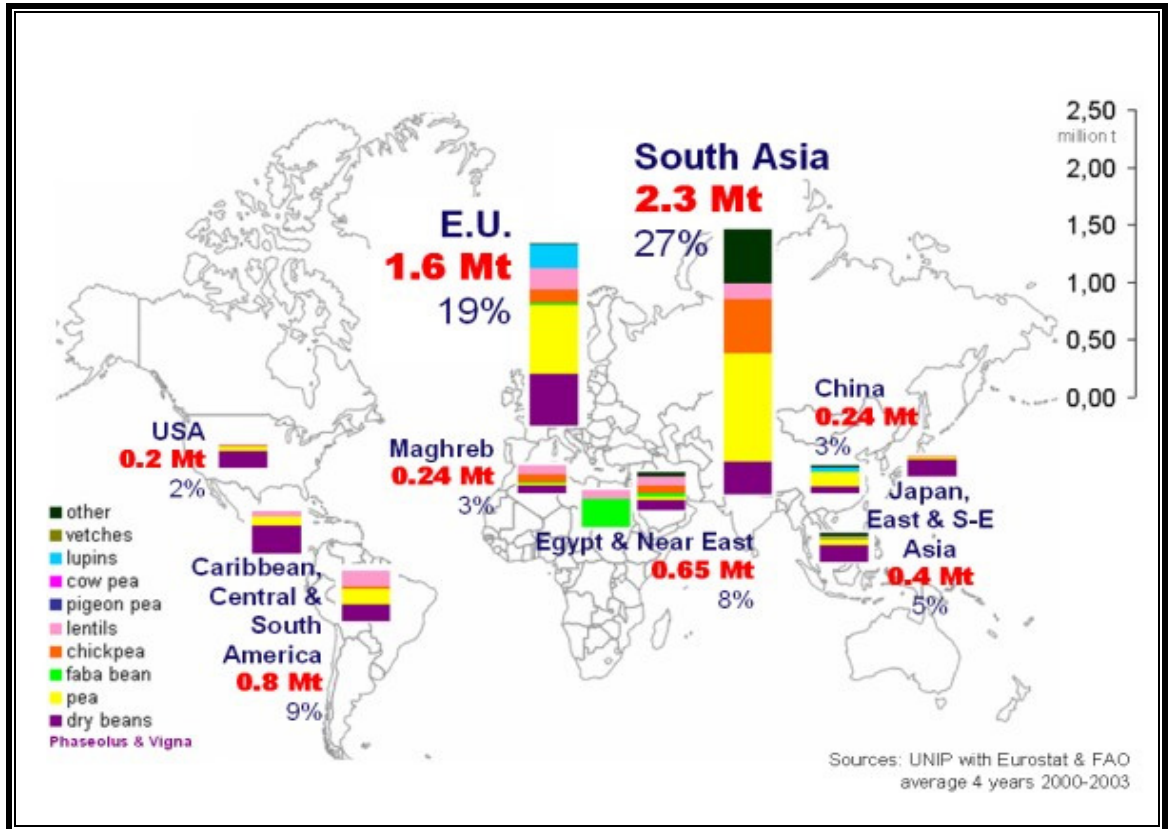 2,50
million t
2,00
1,50
1,00
0,50
0,00
South Asia
2.3 Mt
27%
E.U.
1.6 Mt
19%
China
0.24 Mt
3%
USA
0.2 Mt
2%
Maghreb
0.24 Mt
3%
Japan,
East & S-E
Asia
0.4 Mt
5%
Egypt & Near East
0.65 Mt
8%
Caribbean,
Central &
South
America
0.8 Mt
9%
other
vetches
lupins
cow pea
pigeon pea
lentils
chickpea
faba bean
pea
dry beans
Phaseolus & Vigna
Sources: UNIP with Eurostat & FAO
average 4 years 2000-2003